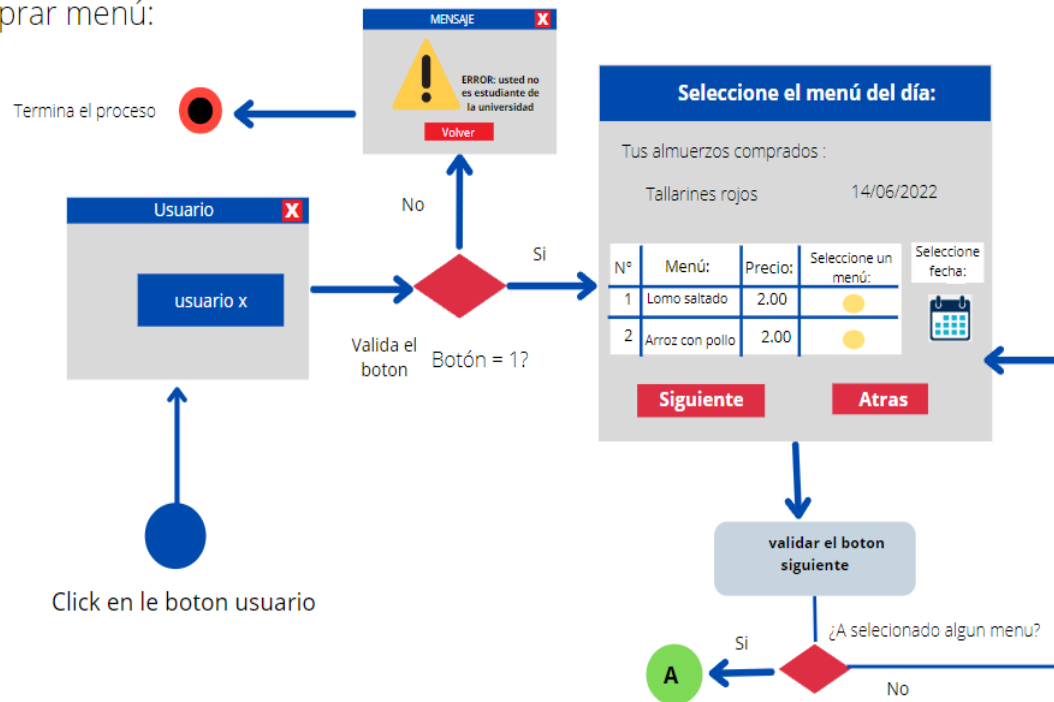 prar menú:
MENSAJE X
ERROR: usted no
es estudiante de
la universidad
Volver
Termina el proceso
No
Usuario X
usuario x
Si
Valida el
boton
Botón = 1?
Click en le boton usuario
Seleccione el menú del día:
Tus almuerzos comprados :
Tallarines rojos 14/06/2022
N° Menú: Precio: Seleccione un
menú:
Seleccione
fecha:
1 Lomo saltado 2.00
2 Arroz con pollo 2.00
Siguiente Atras
validar el boton
siguiente
¿A selecionado algun menu?
Si
A
No